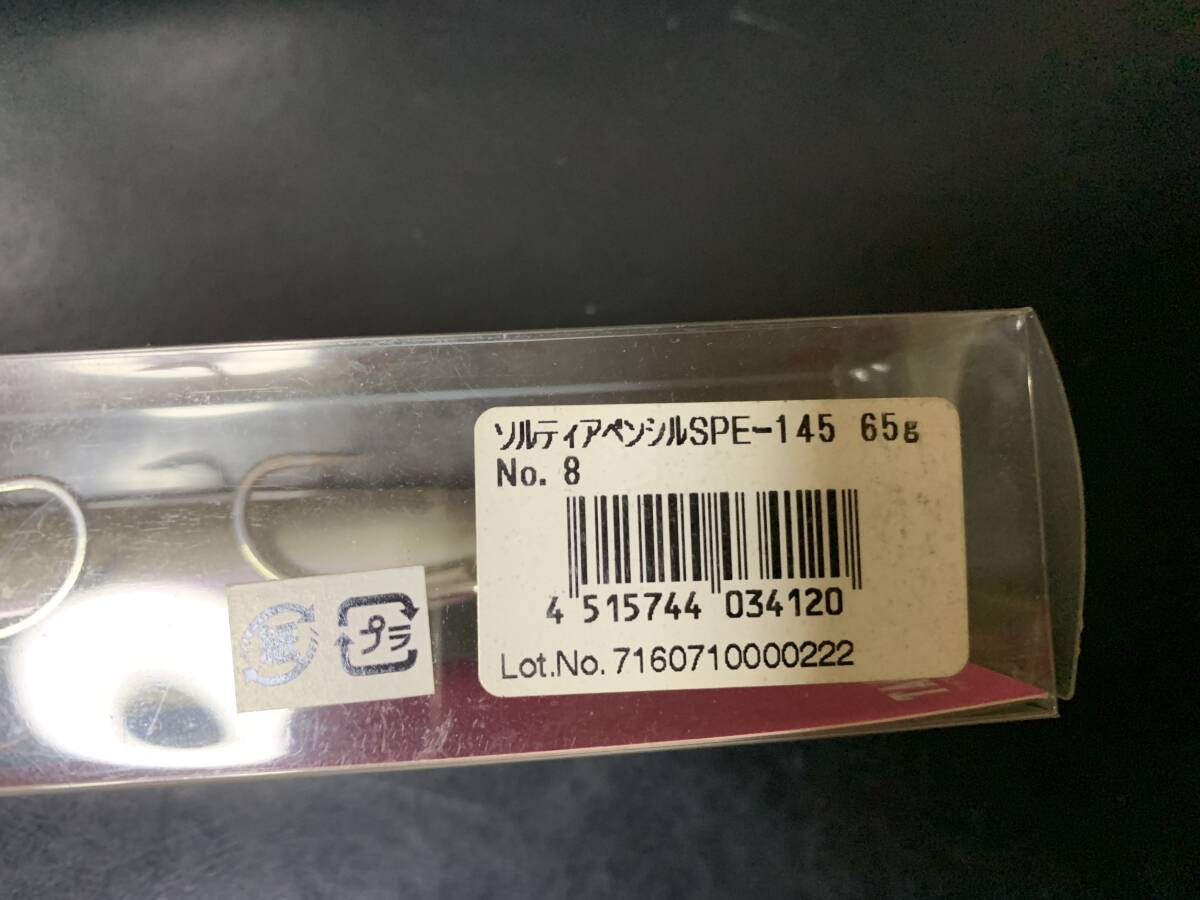 ソルティアペンシルSPE-145 65g
No. 8
4 515744 034120
Lot.No. 7160710000222
紙
プラ